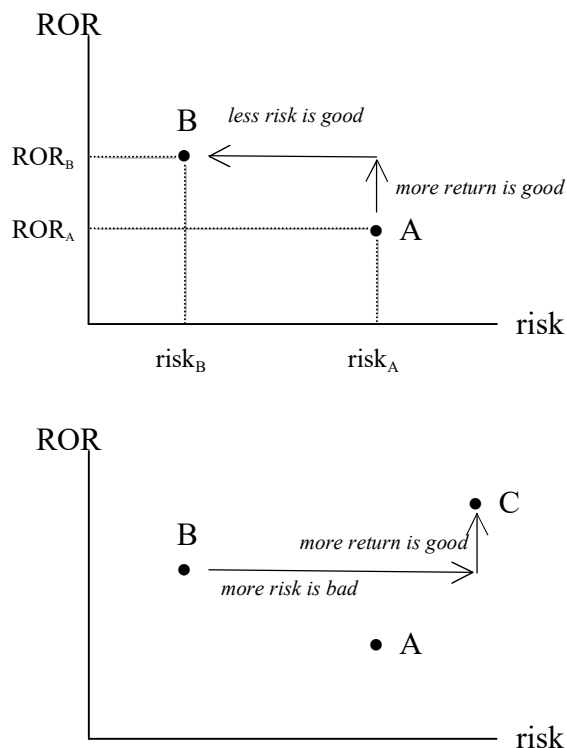 ROR
B
less risk is good
ROR_B
more return is good
ROR_A
A
risk
risk_B
risk_A
ROR
C
B
more return is good
more risk is bad
A
risk